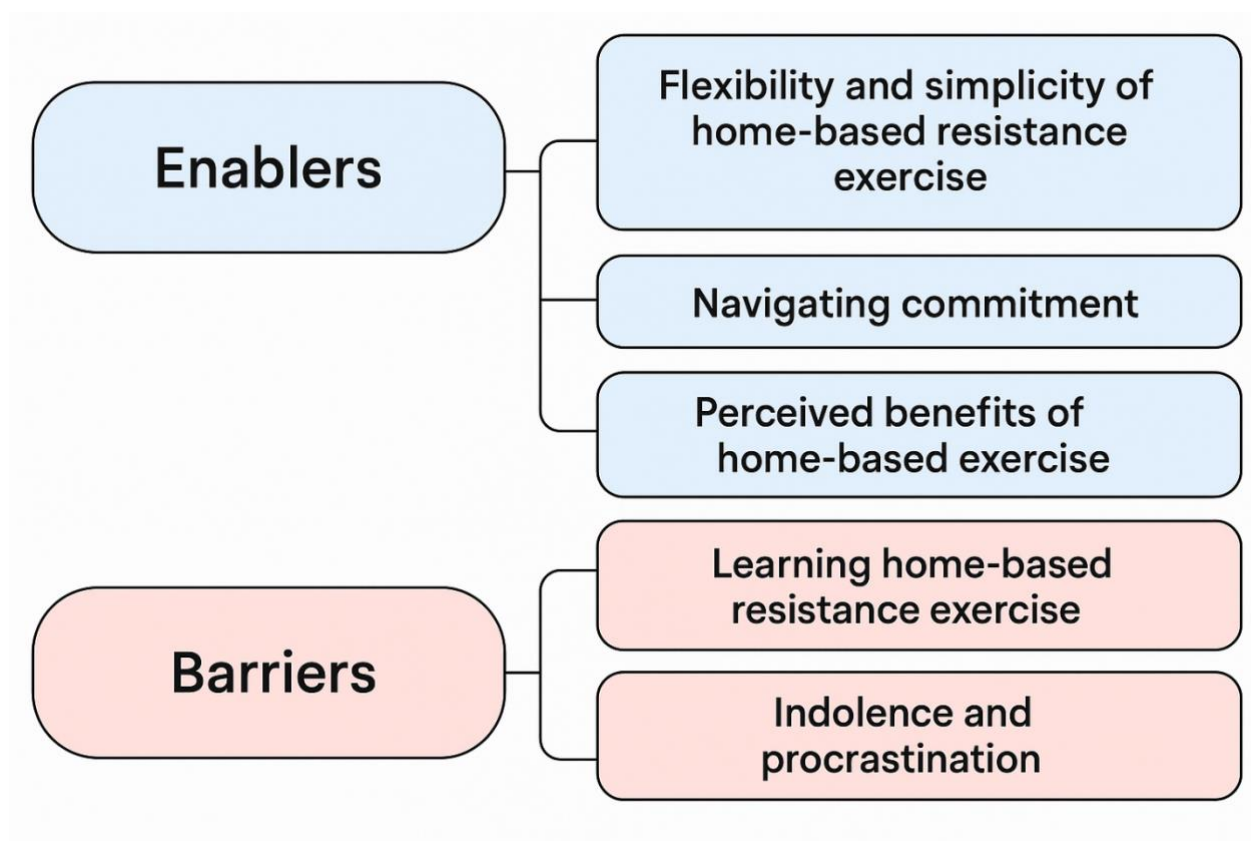 Enablers
Flexibility and simplicity of
home-based resistance
exercise
Navigating commitment
Perceived benefits of
home-based exercise
Barriers
Learning home-based
resistance exercise
Indolence and
procrastination